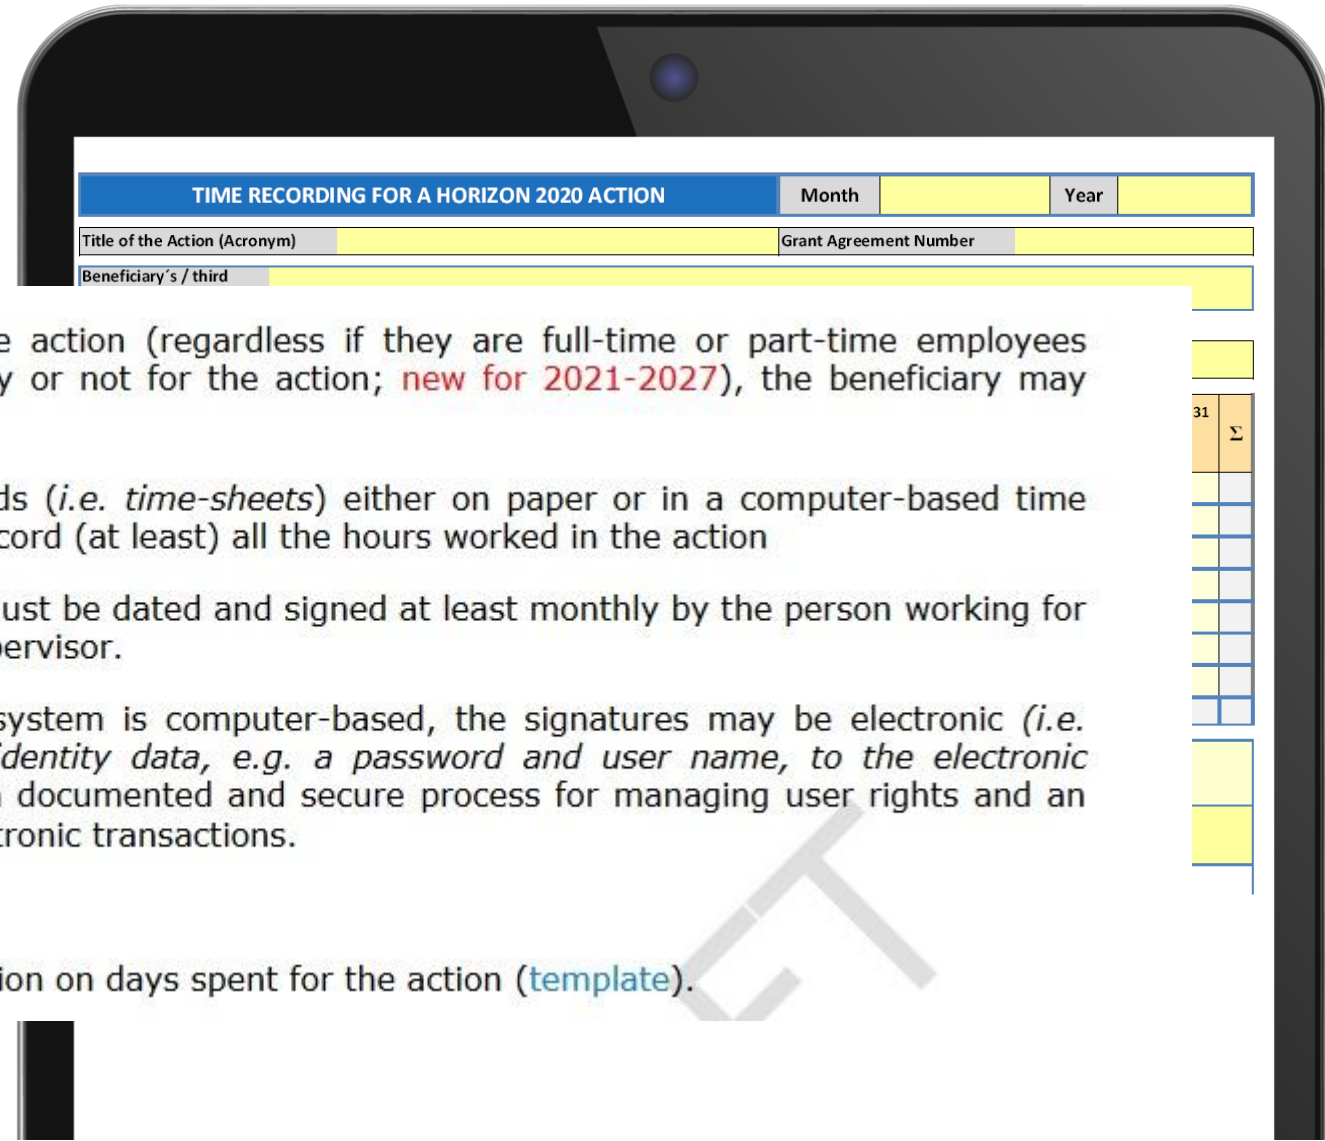 TIME RECORDING FOR A HORIZON 2020 ACTION Month Year
Title of the Action (Acronym) Grant Agreement Number
Beneficiary´s / third
e action (regardless if they are full-time or part-time employees
y or not for the action; new for 2021-2027), the beneficiary may
31
Σ
ds (i.e. time-sheets) either on paper or in a computer-based time
cord (at least) all the hours worked in the action
ust be dated and signed at least monthly by the person working for
pervisor.
system is computer-based, the signatures may be electronic (i.e.
identity data, e.g. a password and user name, to the electronic
documented and secure process for managing user rights and an
tronic transactions.
ion on days spent for the action (template).